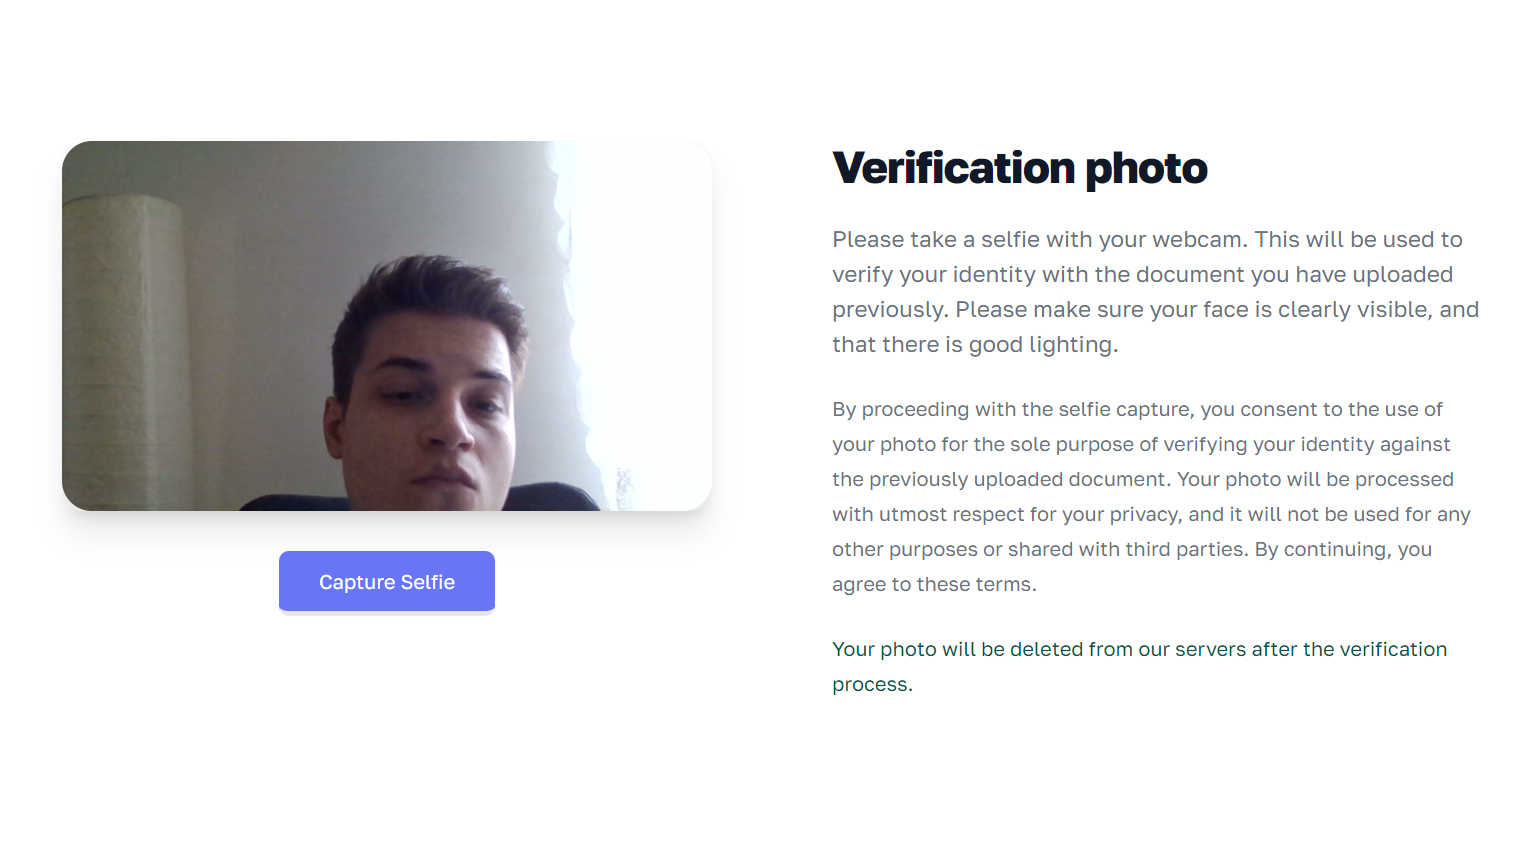 Verification photo
Please take a selfie with your webcam. This will be used to
verify your identity with the document you have uploaded
previously. Please make sure your face is clearly visible, and
that there is good lighting.
By proceeding with the selfie capture, you consent to the use of
your photo for the sole purpose of verifying your identity against
the previously uploaded document. Your photo will be processed
with utmost respect for your privacy, and it will not be used for any
other purposes or shared with third parties. By continuing, you
agree to these terms.
Your photo will be deleted from our servers after the verification
process.
Capture Selfie